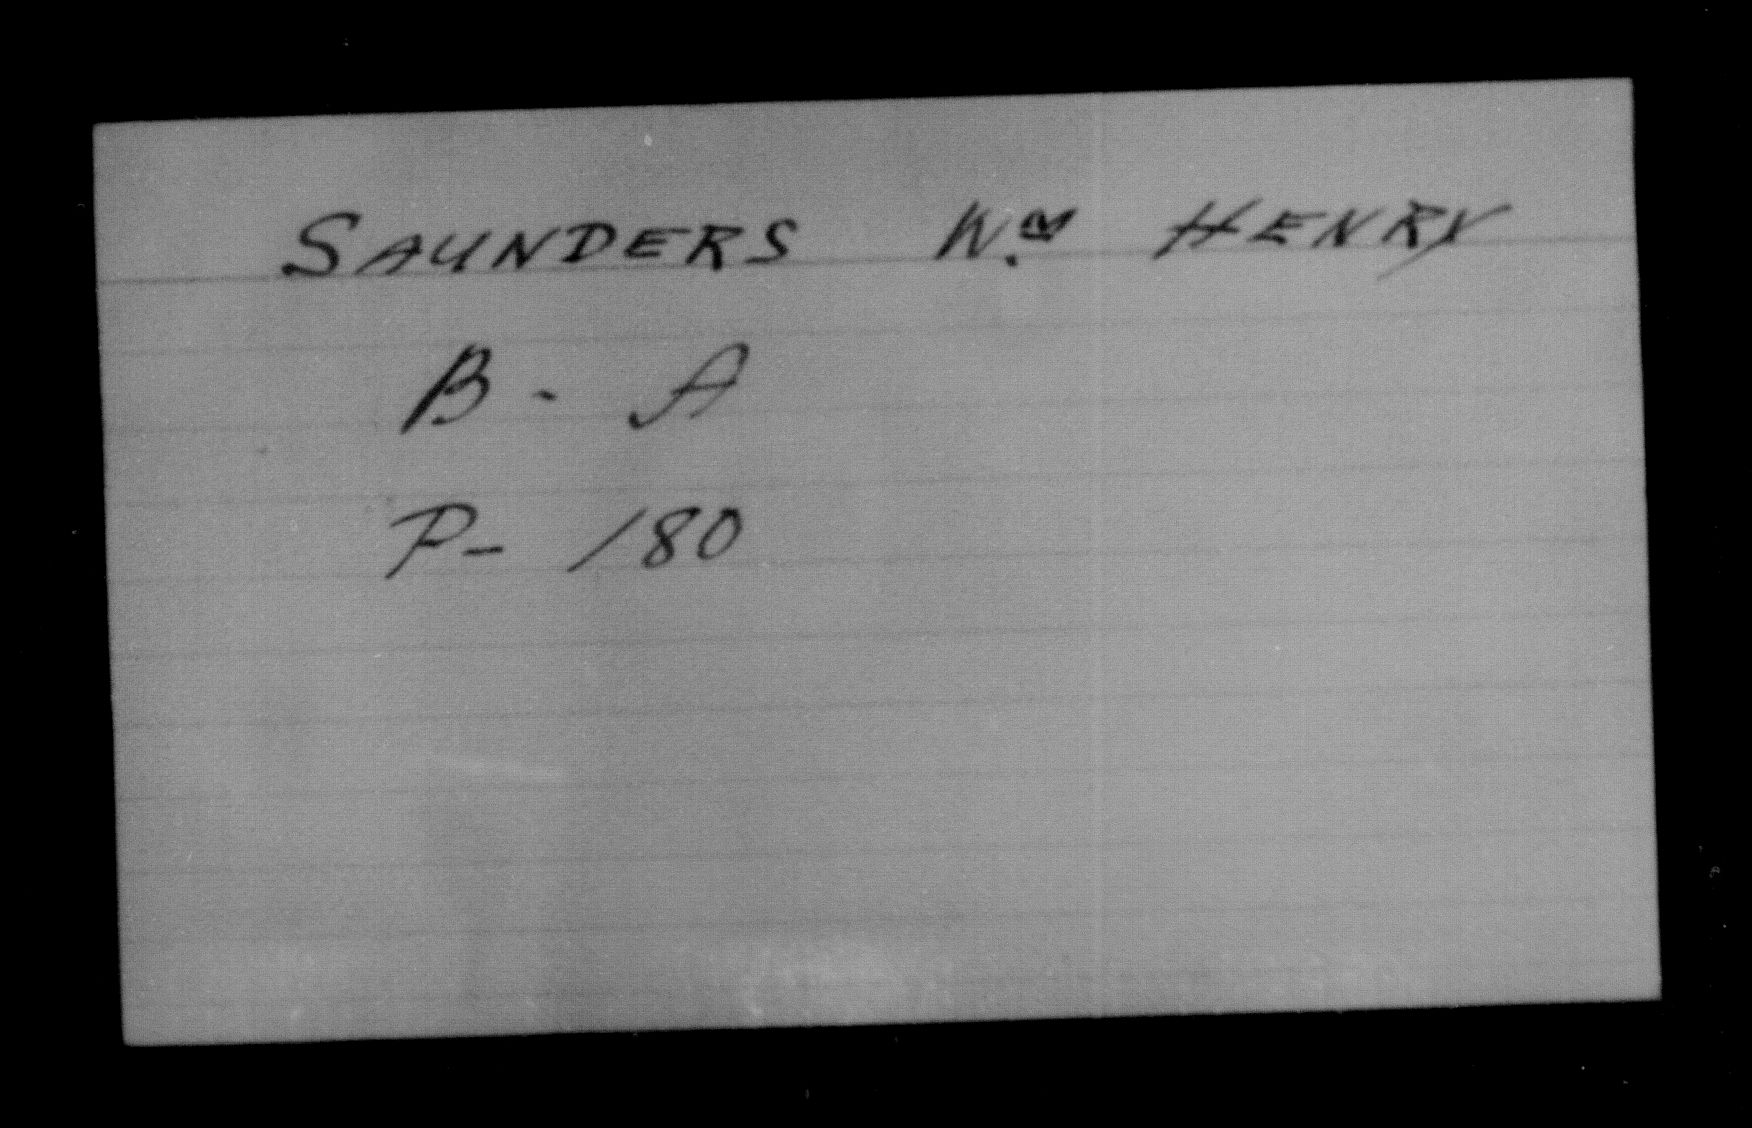 SAUNDERS Wm. HENRY
B - A
P - 180